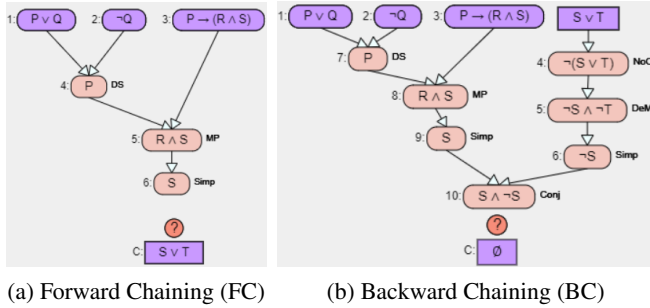 1: P ∨ Q
2: ¬Q
3: P → (R ∧ S)
4: P DS
5: R ∧ S MP
6: S Simp
?
C: S ∨ T
(a) Forward Chaining (FC)
1: P ∨ Q
2: ¬Q
3: P → (R ∧ S)
S ∨ T
7: P DS
4: ¬(S ∨ T) NoC
8: R ∧ S MP
5: ¬S ∧ ¬T DeM
9: S Simp
6: ¬S Simp
10: S ∧ ¬S Conj
?
C: Ø
(b) Backward Chaining (BC)